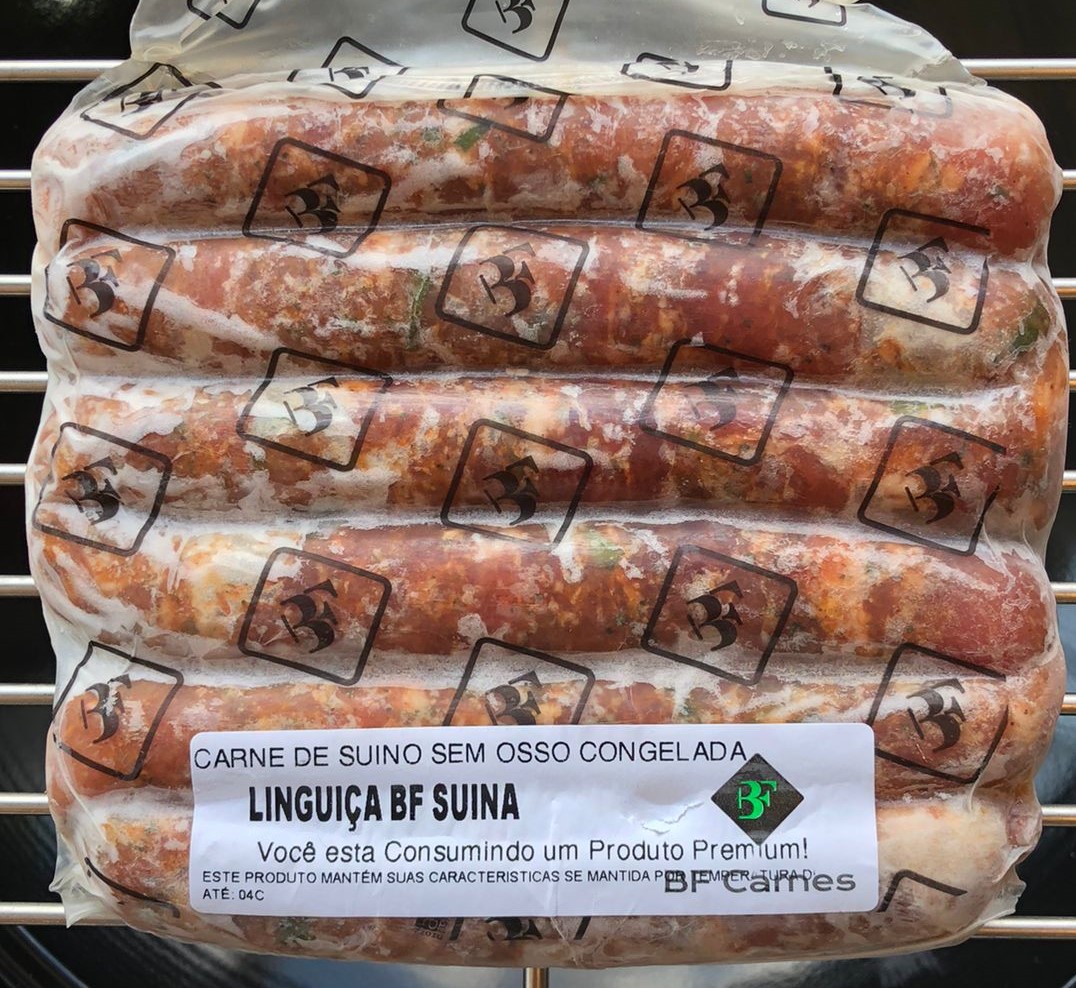 CARNE DE SUINO SEM OSSO CONGELADA
LINGUIÇA BF SUINA
BF
Você esta Consumindo um Produto Premium!
ESTE PRODUTO MANTÉM SUAS CARACTERISTICAS SE MANTIDA POR
BF Carnes
ATÉ: 04C